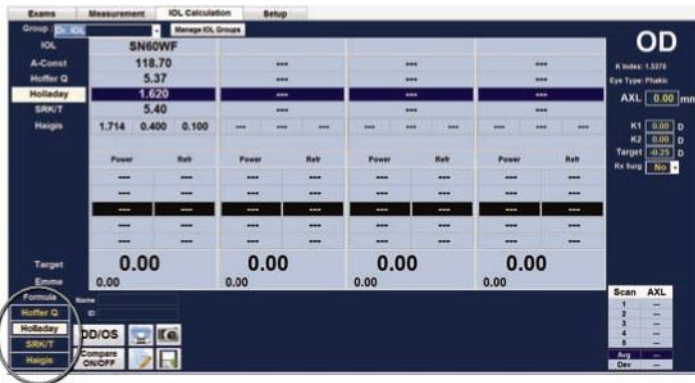 Exams Measurement IOL Calculation Setup
Group : Dr. IOL Manage IOL Groups
IOL SN60WF
A-Const 118.70 --- --- ---
Hoffer Q 5.37 --- --- ---
Holladay 1.620 --- --- ---
SRK/T 5.40 --- --- ---
Haigis 1.714 0.400 0.100 --- --- --- --- --- --- --- --- ---
Power Refr Power Refr Power Refr Power Refr
--- --- --- --- --- --- --- ---
--- --- --- --- --- --- --- ---
--- --- --- --- --- --- --- ---
--- --- --- --- --- --- --- ---
--- --- --- --- --- --- --- ---
Target 0.00 0.00 0.00 0.00
Emme 0.00 0.00 0.00 0.00
Formula
Hoffer Q
Holladay
SRK/T
Haigis
Name
ID
OD/OS
Compare
ON/OFF
OD
K Index: 1.3375
Eye Type: Phakic
AXL 0.00 mm
K1 0.00 D
K2 0.00 D
Target -0.25 D
Rx Surg No
Scan AXL
1 ---
2 ---
3 ---
4 ---
5 ---
Avg ---
Dev ---